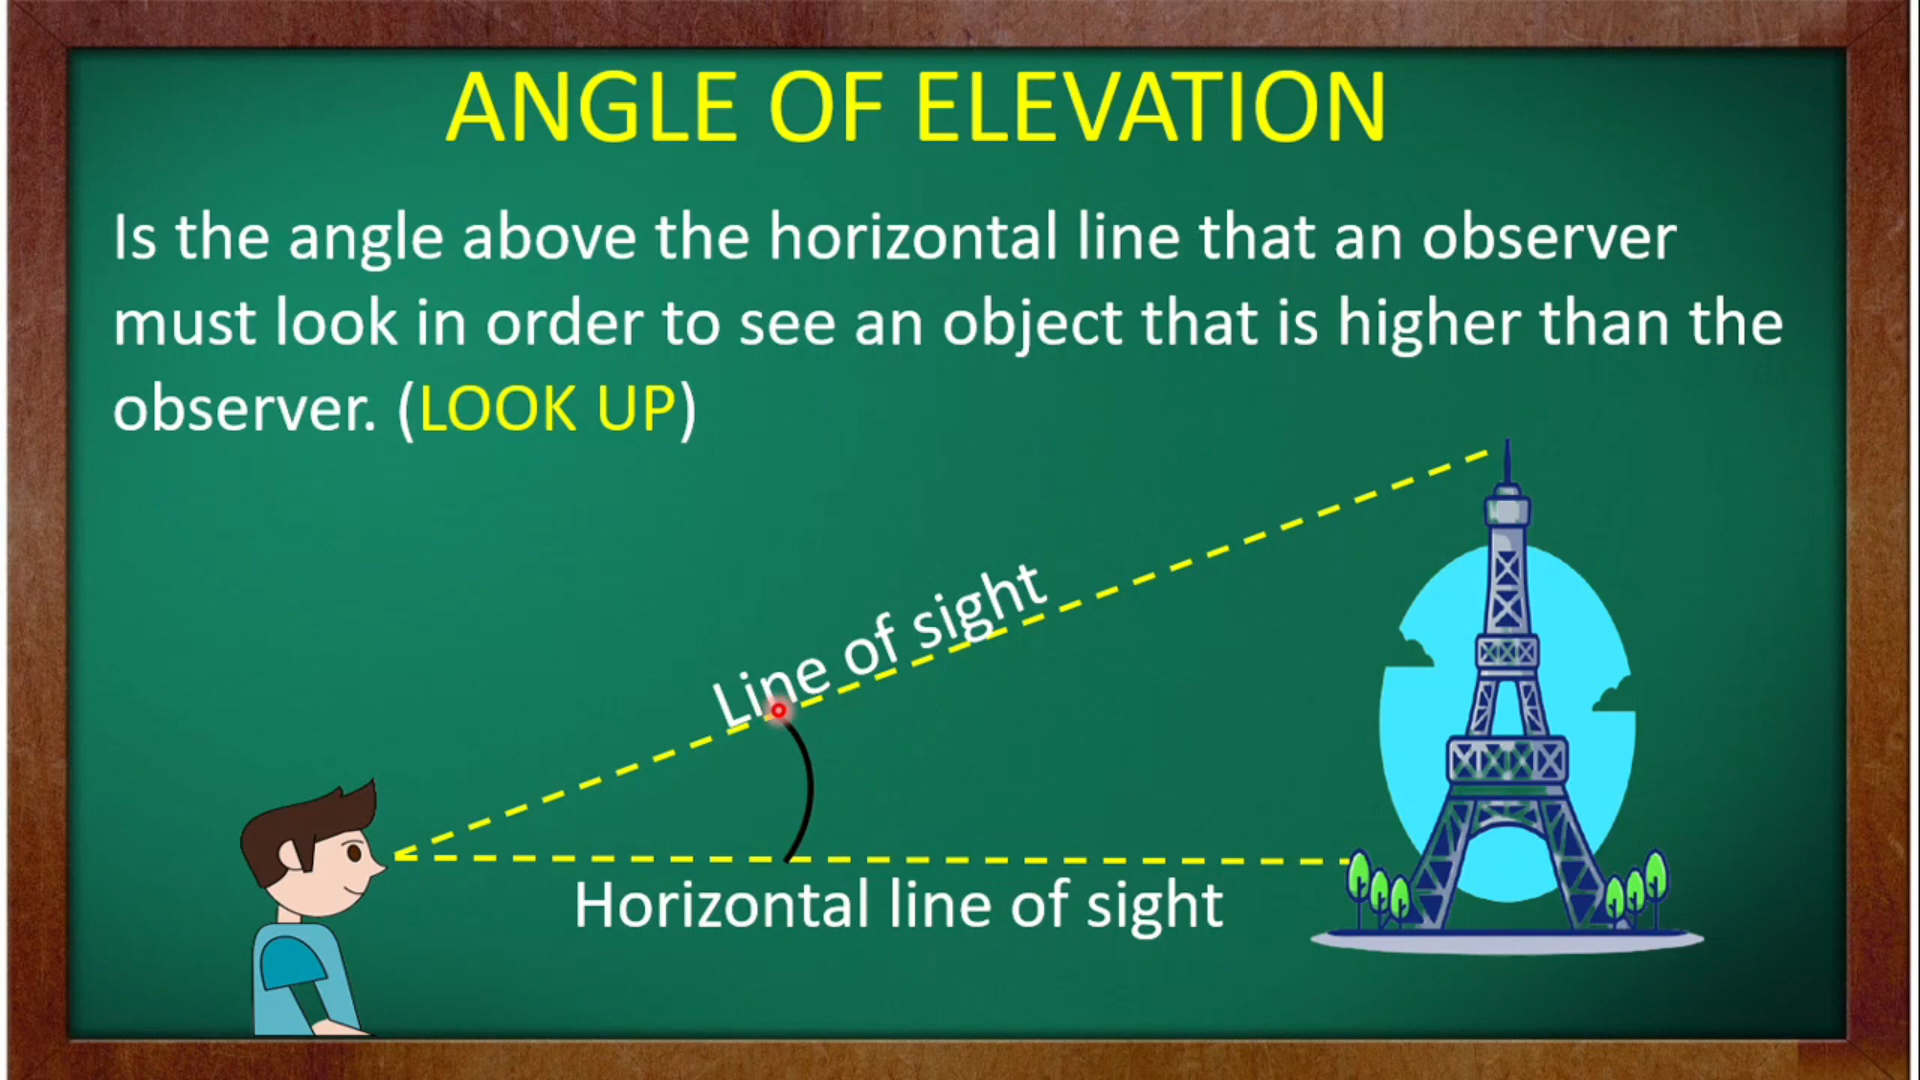 ANGLE OF ELEVATION
Is the angle above the horizontal line that an observer
must look in order to see an object that is higher than the
observer. (LOOK UP)
Line of sight
Horizontal line of sight